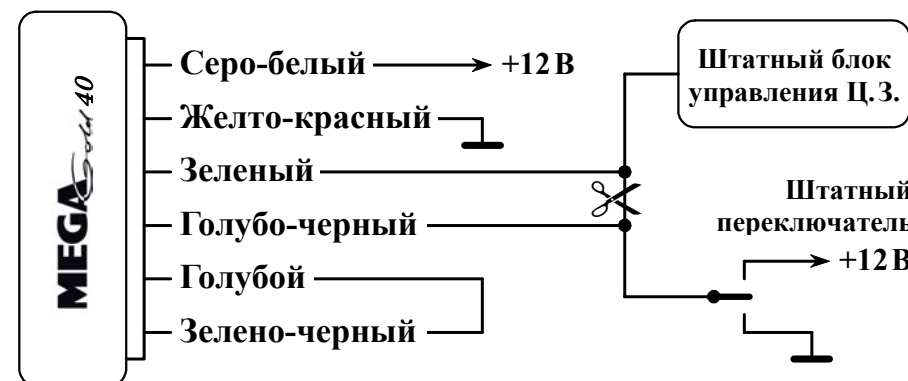 MEGA Gold 40
Серо-белый
+12 В
Желто-красный
Зеленый
Голубо-черный
Голубой
Зелено-черный
Штатный блок
управления Ц.З.
Штатный
переключатель
+12 В